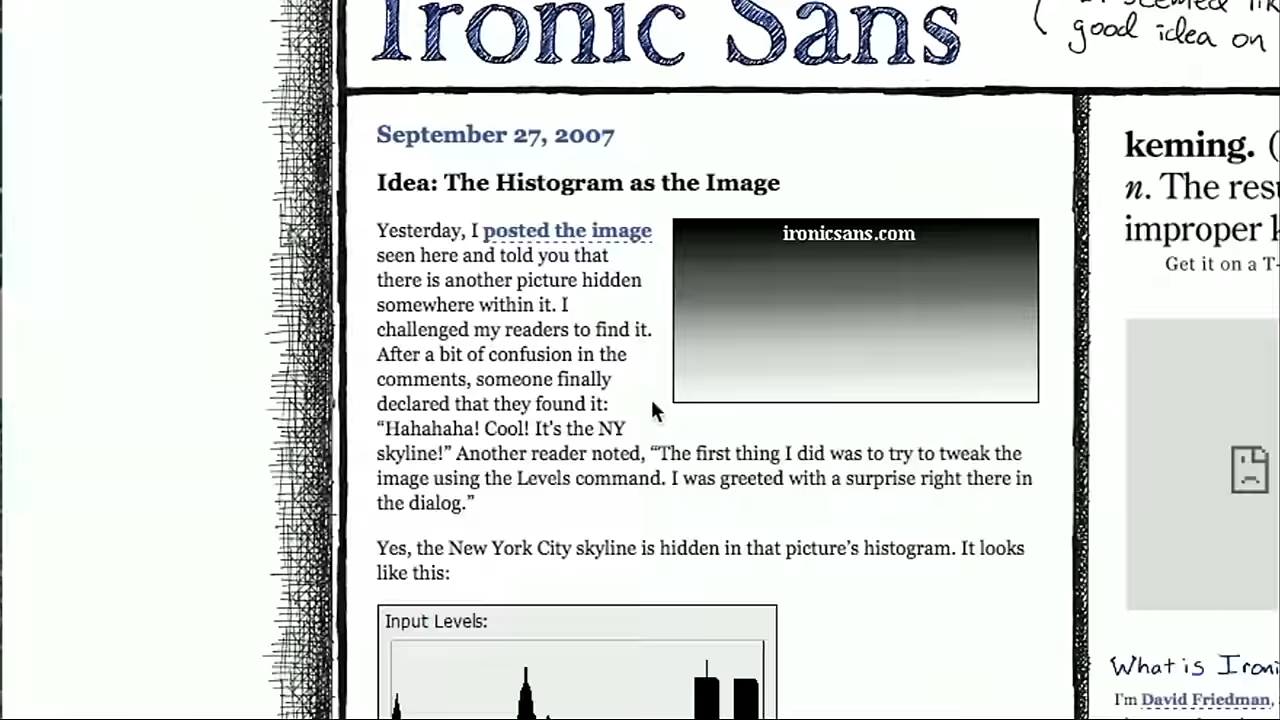 Ironic Sans
good idea on
September 27, 2007
Idea: The Histogram as the Image
Yesterday, I posted the image
seen here and told you that
there is another picture hidden
somewhere within it. I
challenged my readers to find it.
After a bit of confusion in the
comments, someone finally
declared that they found it:
“Hahahaha! Cool! It’s the NY
skyline!” Another reader noted, “The first thing I did was to try to tweak the
image using the Levels command. I was greeted with a surprise right there in
the dialog.”
ironicsans.com
Yes, the New York City skyline is hidden in that picture’s histogram. It looks
like this:
Input Levels:
keming. (
n. The resu
improper k
Get it on a T-
What is Ironi
I'm David Friedman,